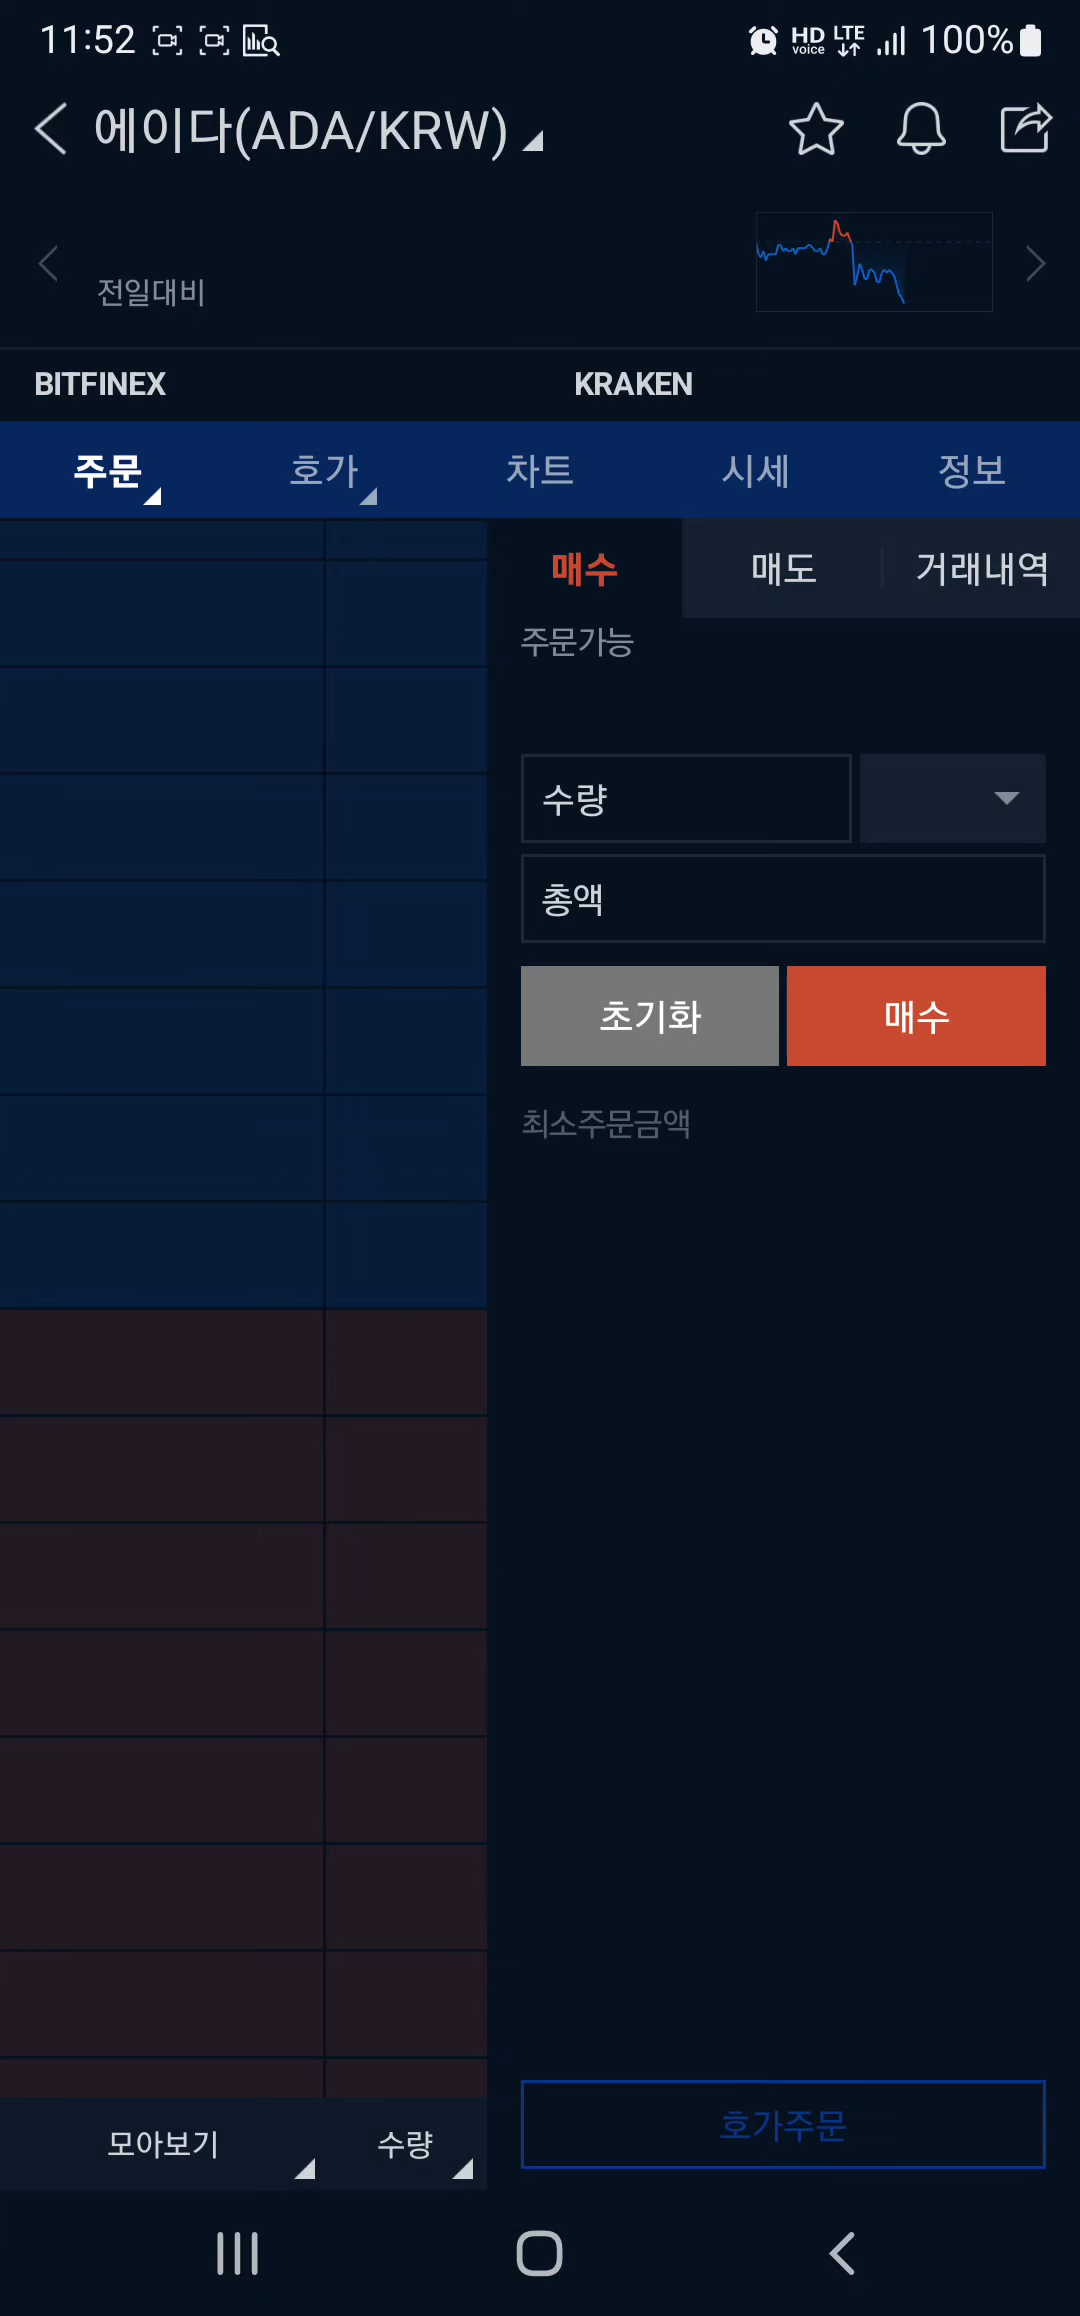 11:52 HD voice LTE 100%
에이다(ADA/KRW)
전일대비
BITFINEX KRAKEN
주문 호가 차트 시세 정보
매수 매도 거래내역
주문가능
수량
총액
초기화 매수
최소주문금액
호가주문
모아보기 수량